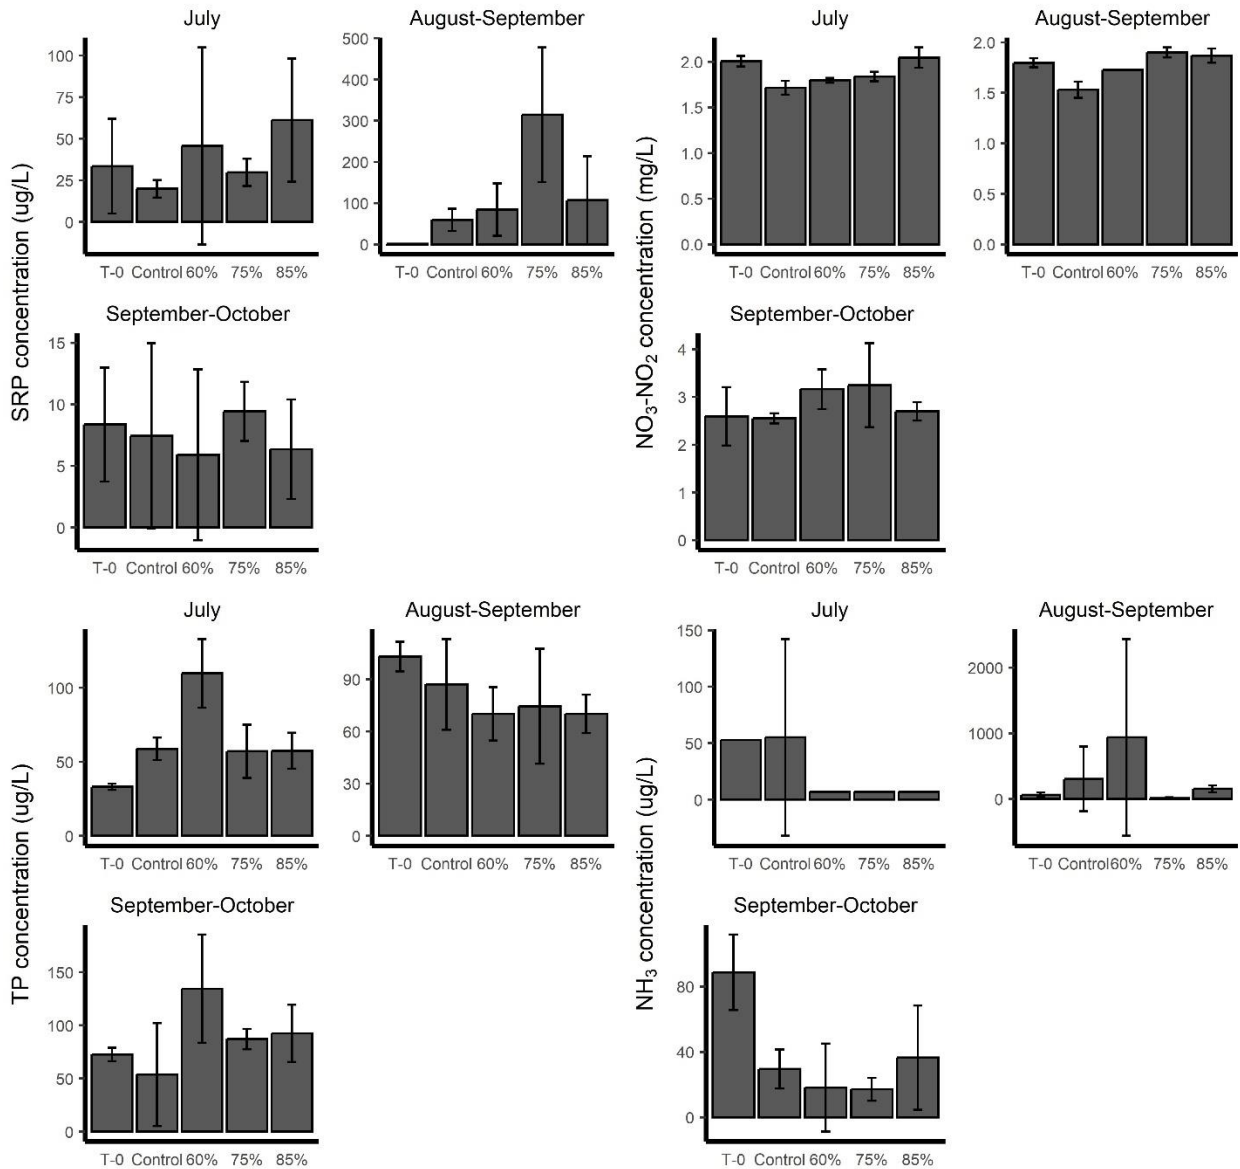 July
August-September
100
75
50
25
0
T-0 Control 60% 75% 85%
500
400
300
200
100
0
T-0 Control 60% 75% 85%
September-October
15
10
5
0
T-0 Control 60% 75% 85%
SRP concentration (ug/L)
July
August-September
2.0
1.5
1.0
0.5
0.0
T-0 Control 60% 75% 85%
2.0
1.5
1.0
0.5
0.0
T-0 Control 60% 75% 85%
September-October
4
3
2
1
0
T-0 Control 60% 75% 85%
NO₃-NO₂ concentration (mg/L)
July
August-September
100
50
0
T-0 Control 60% 75% 85%
90
60
30
0
T-0 Control 60% 75% 85%
September-October
150
100
50
0
T-0 Control 60% 75% 85%
TP concentration (ug/L)
July
August-September
150
100
50
0
T-0 Control 60% 75% 85%
2000
1000
0
T-0 Control 60% 75% 85%
September-October
80
40
0
T-0 Control 60% 75% 85%
NH₃ concentration (ug/L)